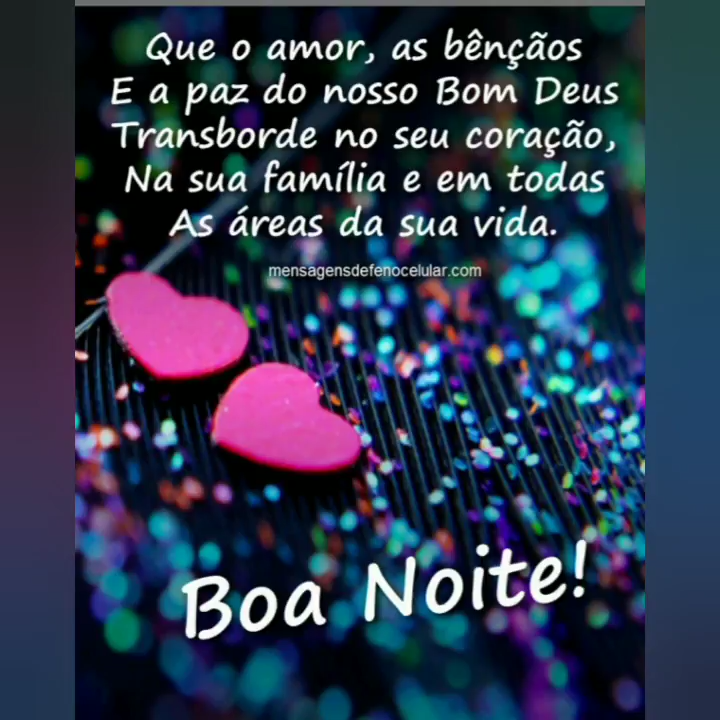 Que o amor, as bênçãos
E a paz do nosso Bom Deus
Transborde no seu coração,
Na sua família e em todas
As áreas da sua vida.
mensagensdefenocelular.com
Boa Noite!